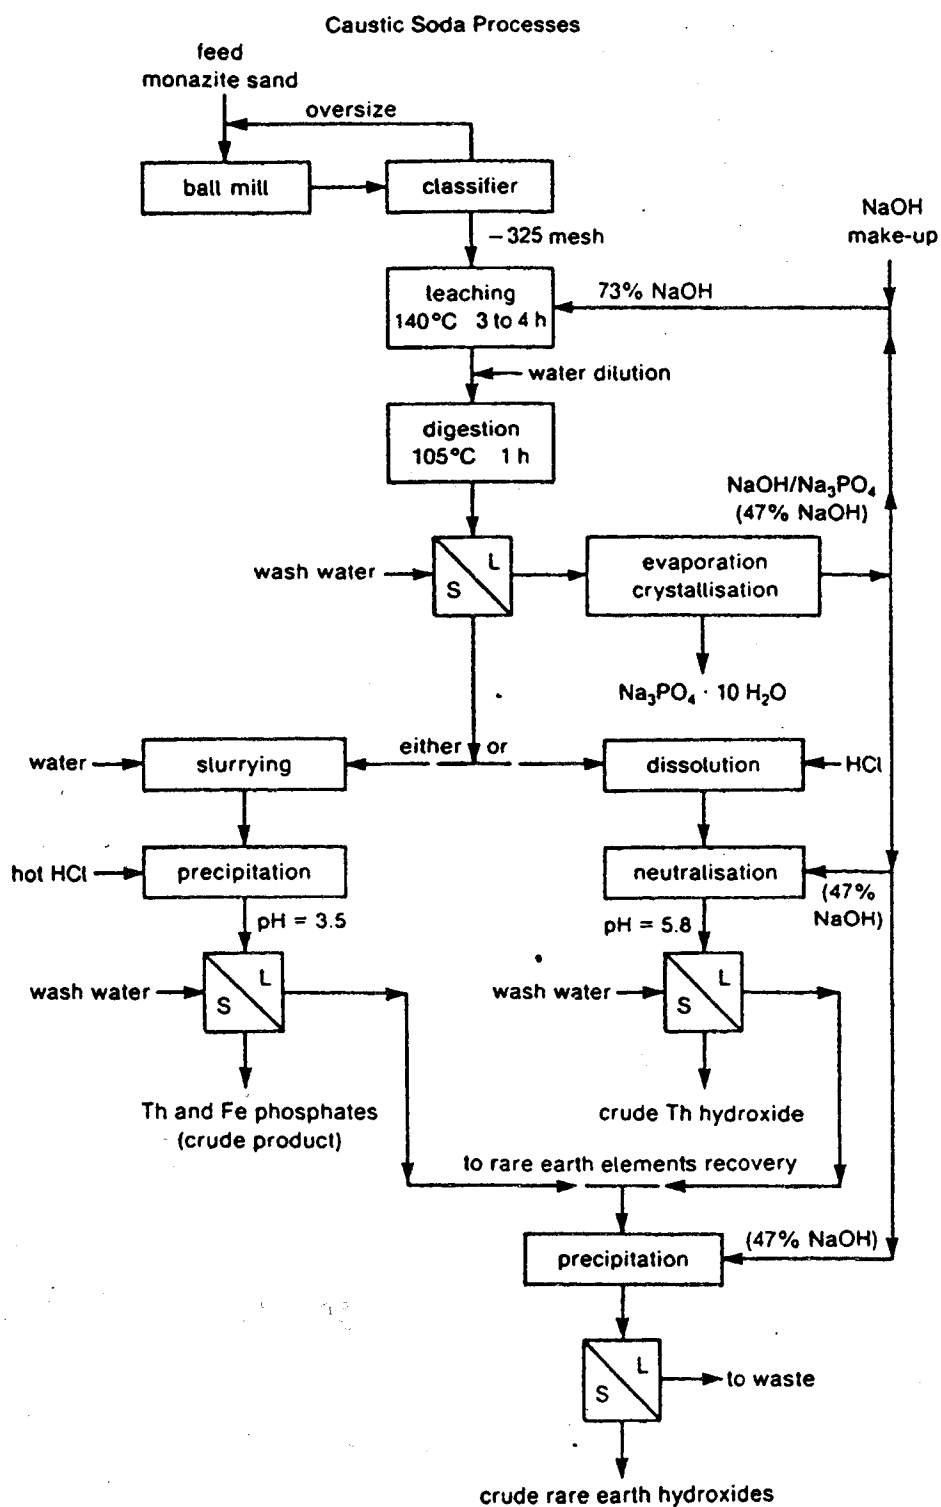 Caustic Soda Processes
feed
monazite sand
oversize
ball mill
classifier
NaOH
make-up
−325 mesh
leaching
140°C 3 to 4 h
73% NaOH
water dilution
digestion
105°C 1 h
NaOH/Na₃PO₄
(47% NaOH)
wash water
L
S
evaporation
crystallisation
Na₃PO₄ · 10 H₂O
either or
water
slurrying
dissolution
HCl
hot HCl
precipitation
neutralisation
(47%
NaOH)
pH = 3.5
pH = 5.8
wash water
L
S
wash water
L
S
Th and Fe phosphates
(crude product)
crude Th hydroxide
to rare earth elements recovery
precipitation
(47% NaOH)
L
S
to waste
crude rare earth hydroxides